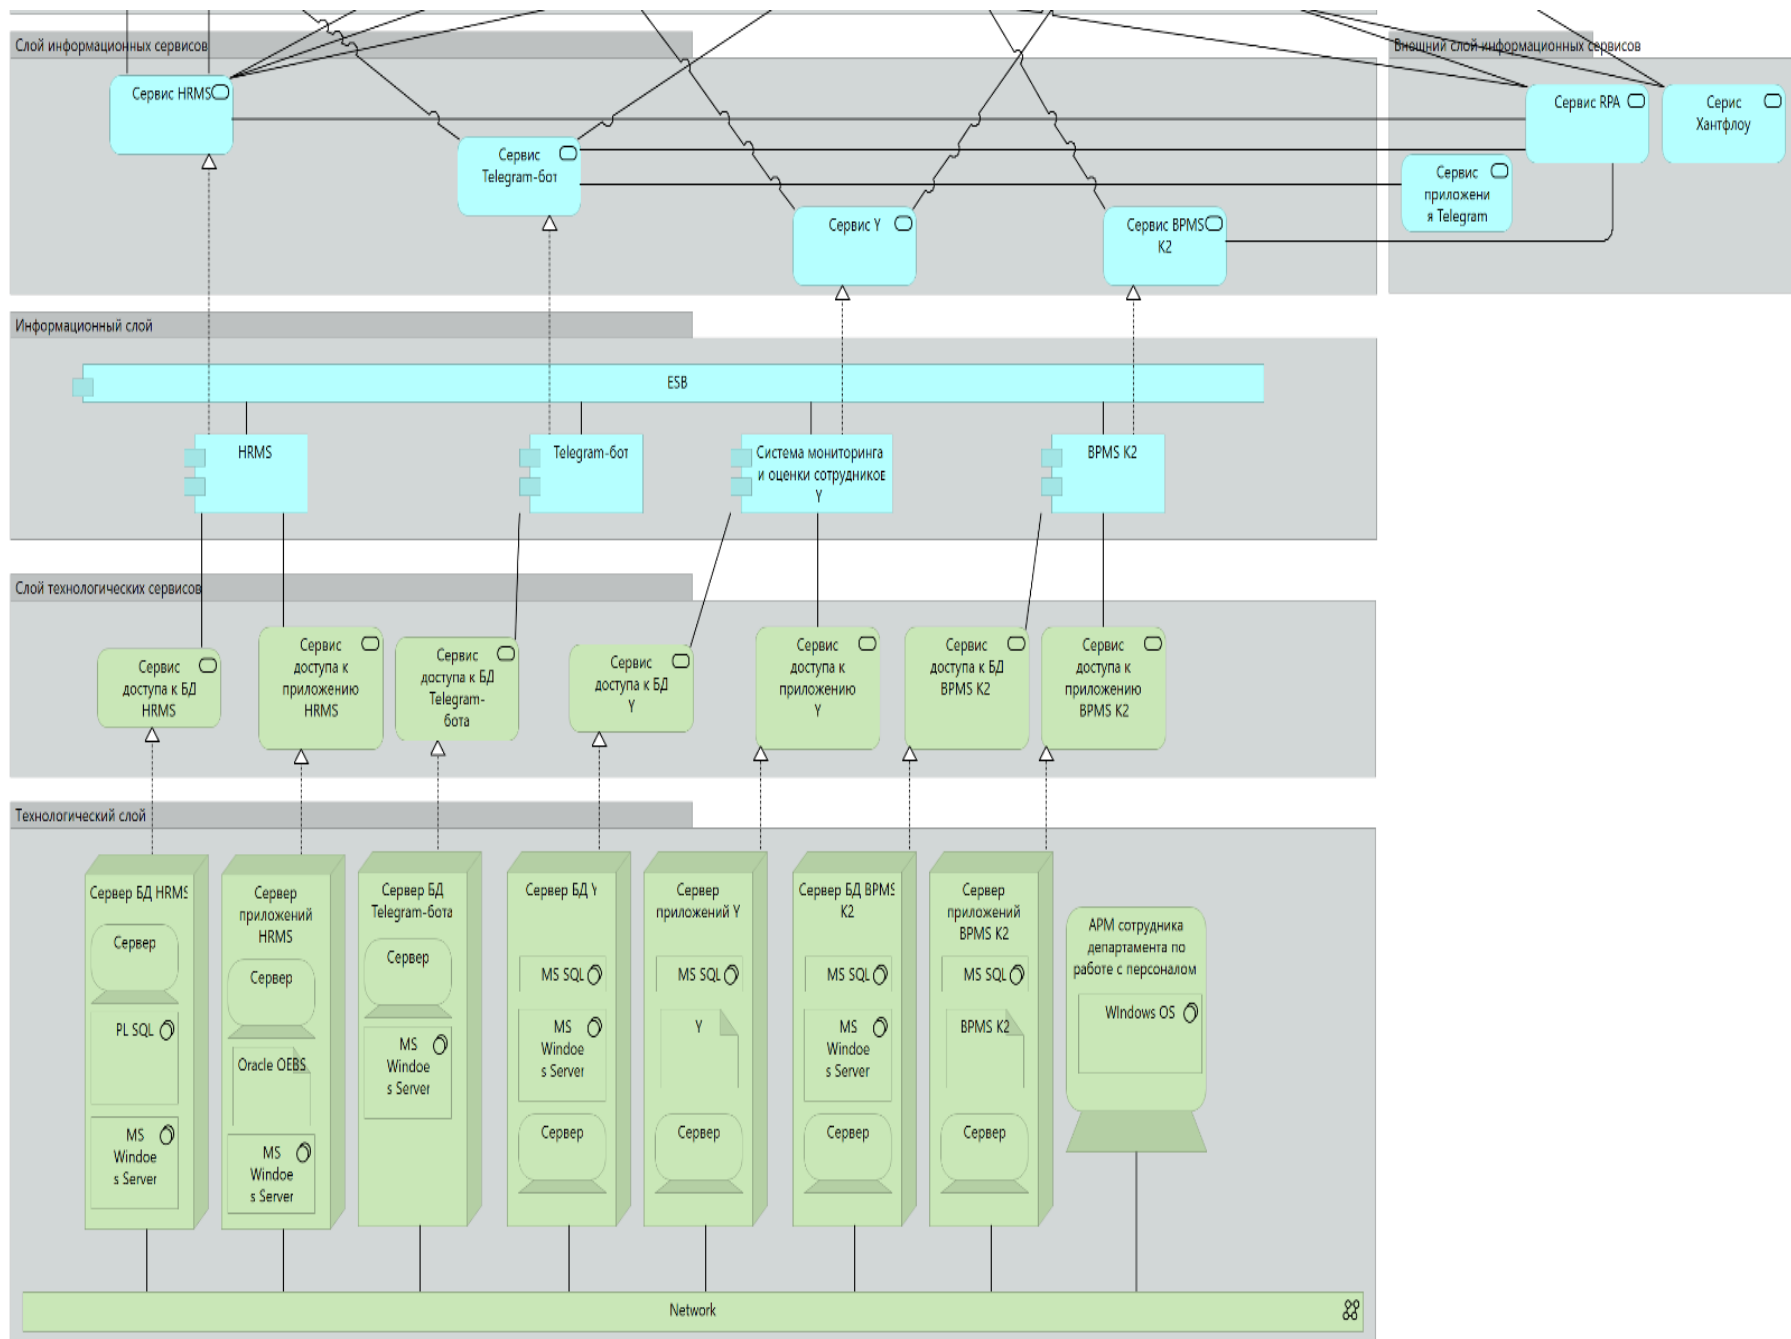 Слой информационных сервисов
Внешний слой информационных сервисов
Сервис HRMS
Сервис
Telegram-бот
Сервис Y
Сервис BPMS
K2
Сервис RPA
Серис
Хантфлоу
Сервис
приложени
я Telegram
Информационный слой
ESB
HRMS
Telegram-бот
Система мониторинга
и оценки сотрудников
Y
BPMS K2
Слой технологических сервисов
Сервис
доступа к БД
HRMS
Сервис
доступа к
приложению
HRMS
Сервис
доступа к БД
Telegram-
бота
Сервис
доступа к БД
Y
Сервис
доступа к
приложению
Y
Сервис
доступа к БД
BPMS K2
Сервис
доступа к
приложению
BPMS K2
Технологический слой
Сервер БД HRMS
Сервер
PL SQL
MS
Windoe
s Server
Сервер
приложений
HRMS
Сервер
Oracle OEBS
MS
Windoe
s Server
Сервер БД
Telegram-бота
Сервер
MS
Windoe
s Server
Сервер БД Y
MS SQL
MS
Windoe
s Server
Сервер
Сервер
приложений Y
MS SQL
Y
Сервер
Сервер БД BPMS
K2
MS SQL
MS
Windoe
s Server
Сервер
Сервер
приложений
BPMS K2
MS SQL
BPMS K2
Сервер
АРМ сотрудника
департамента по
работе с персоналом
WIndows OS
Network